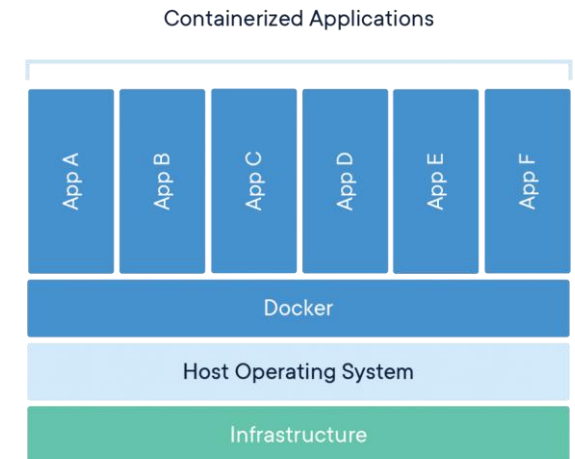 Containerized Applications
App A
App B
App C
App D
App E
App F
Docker
Host Operating System
Infrastructure